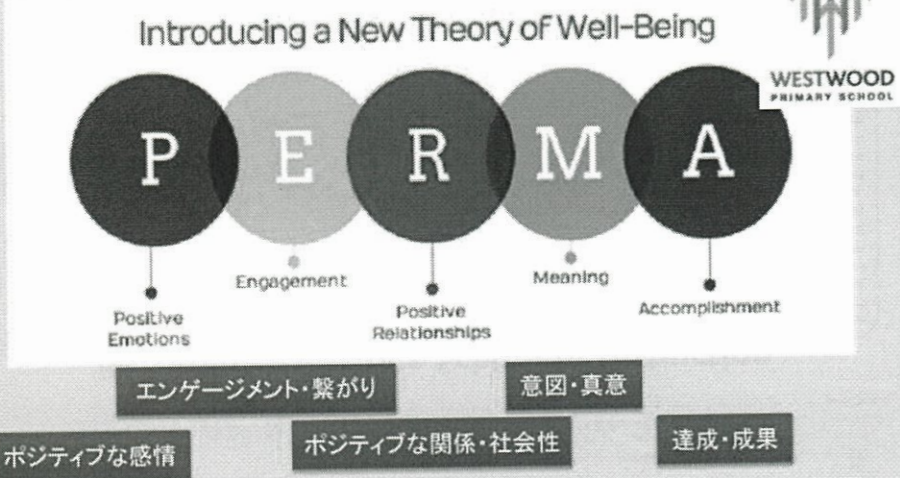 Introducing a New Theory of Well-Being
WESTWOOD
PRIMARY SCHOOL
P E R M A
Positive
Emotions
Engagement
Positive
Relationships
Meaning
Accomplishment
エンゲージメント・繋がり
意図・真意
ポジティブな感情
ポジティブな関係・社会性
達成・成果